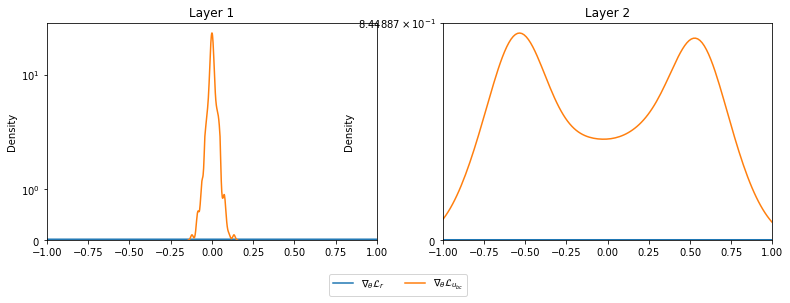 Layer 1 Layer 2
8.44887 × 10⁻¹
10¹
Density Density
10⁰
0 0
−1.00 −0.75 −0.50 −0.25 0.00 0.25 0.50 0.75 1.00 −1.00 −0.75 −0.50 −0.25 0.00 0.25 0.50 0.75 1.00
∇θℒr ∇θℒu_bc